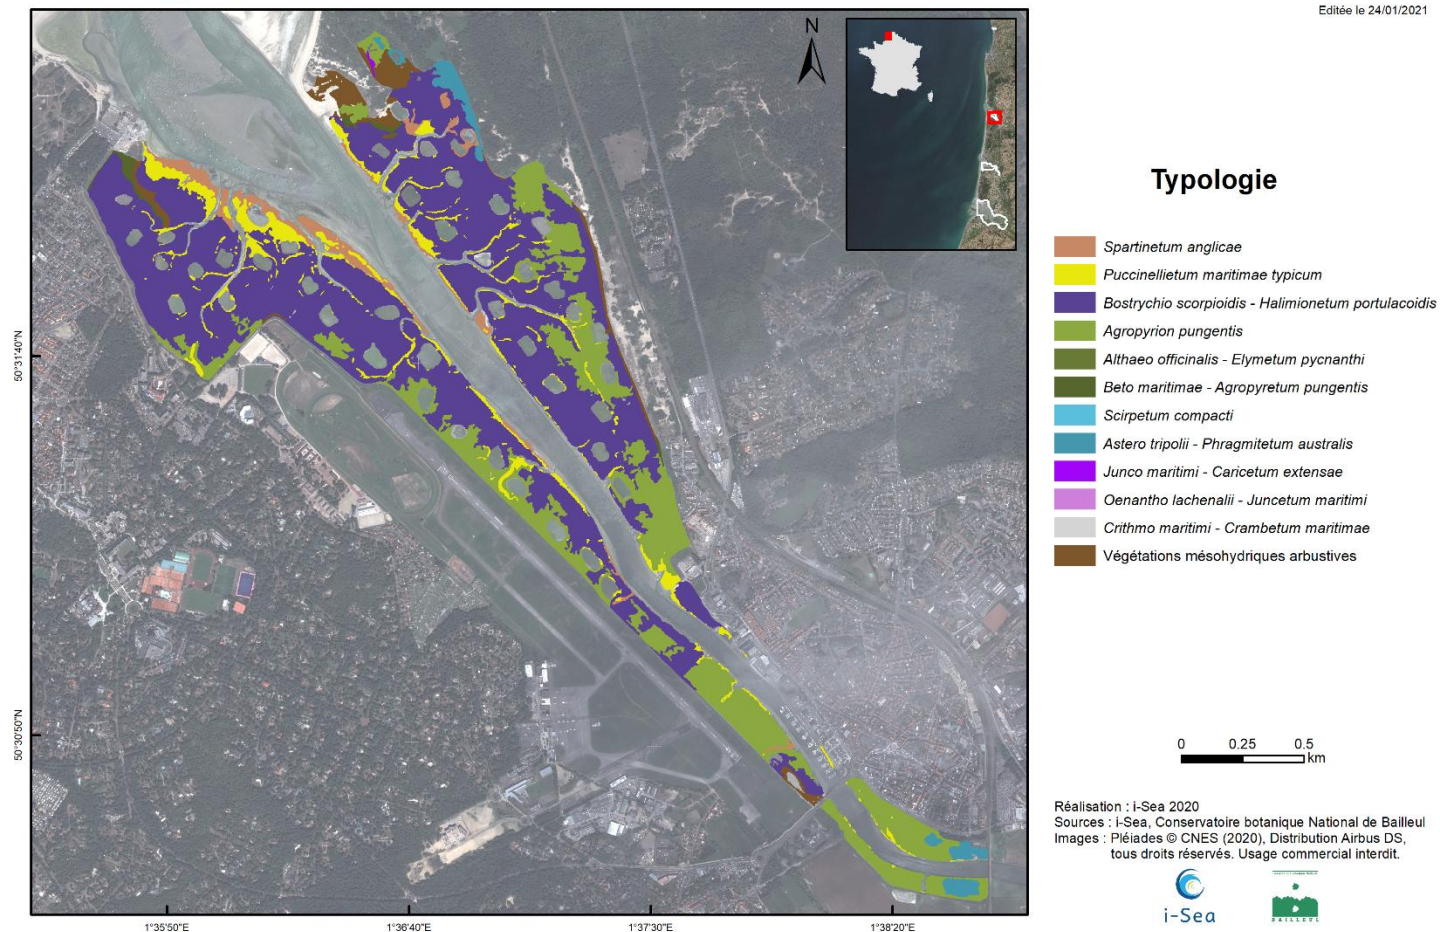 Editée le 24/01/2021
N
Typologie
Spartinetum anglicae
Puccinellietum maritimae typicum
Bostrychio scorpioidis - Halimionetum portulacoidis
Agropyrion pungentis
Althaeo officinalis - Elymetum pycnanthi
Beto maritimae - Agropyretum pungentis
Scirpetum compacti
Astero tripolii - Phragmitetum australis
Junco maritimi - Caricetum extensae
Oenantho lachenalii - Juncetum maritimi
Crithmo maritimi - Crambetum maritimae
Végétations mésohydriques arbustives
50°31'40"N
50°30'50"N
1°35'50"E
1°36'40"E
1°37'30"E
1°38'20"E
0 0.25 0.5
km
Réalisation : i-Sea 2020
Sources : i-Sea, Conservatoire botanique National de Bailleul
Images : Pléiades © CNES (2020), Distribution Airbus DS,
tous droits réservés. Usage commercial interdit.
i-Sea
BAILLEUL